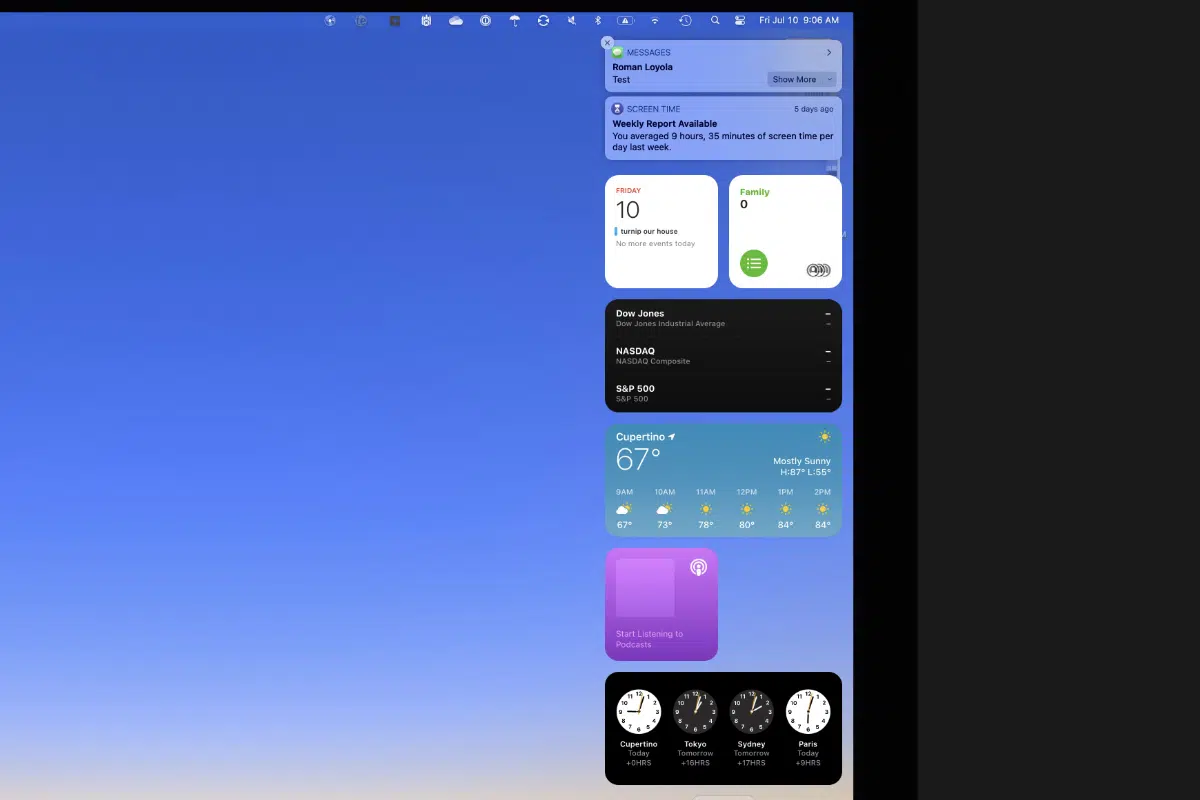 Fri Jul 10 9:06 AM
MESSAGES
Roman Loyola
Test
Show More
SCREEN TIME
5 days ago
Weekly Report Available
You averaged 9 hours, 35 minutes of screen time per
day last week.
FRIDAY
10
turnip our house
No more events today
Family
0
Dow Jones –
Dow Jones Industrial Average –
NASDAQ –
NASDAQ Composite –
S&P 500 –
S&P 500 –
Cupertino
67°
Mostly Sunny
H:87° L:55°
9AM 10AM 11AM 12PM 1PM 2PM
67° 73° 78° 80° 84° 84°
Start Listening to
Podcasts
Cupertino Tokyo Sydney Paris
Today Tomorrow Tomorrow Today
+0HRS +16HRS +17HRS +9HRS